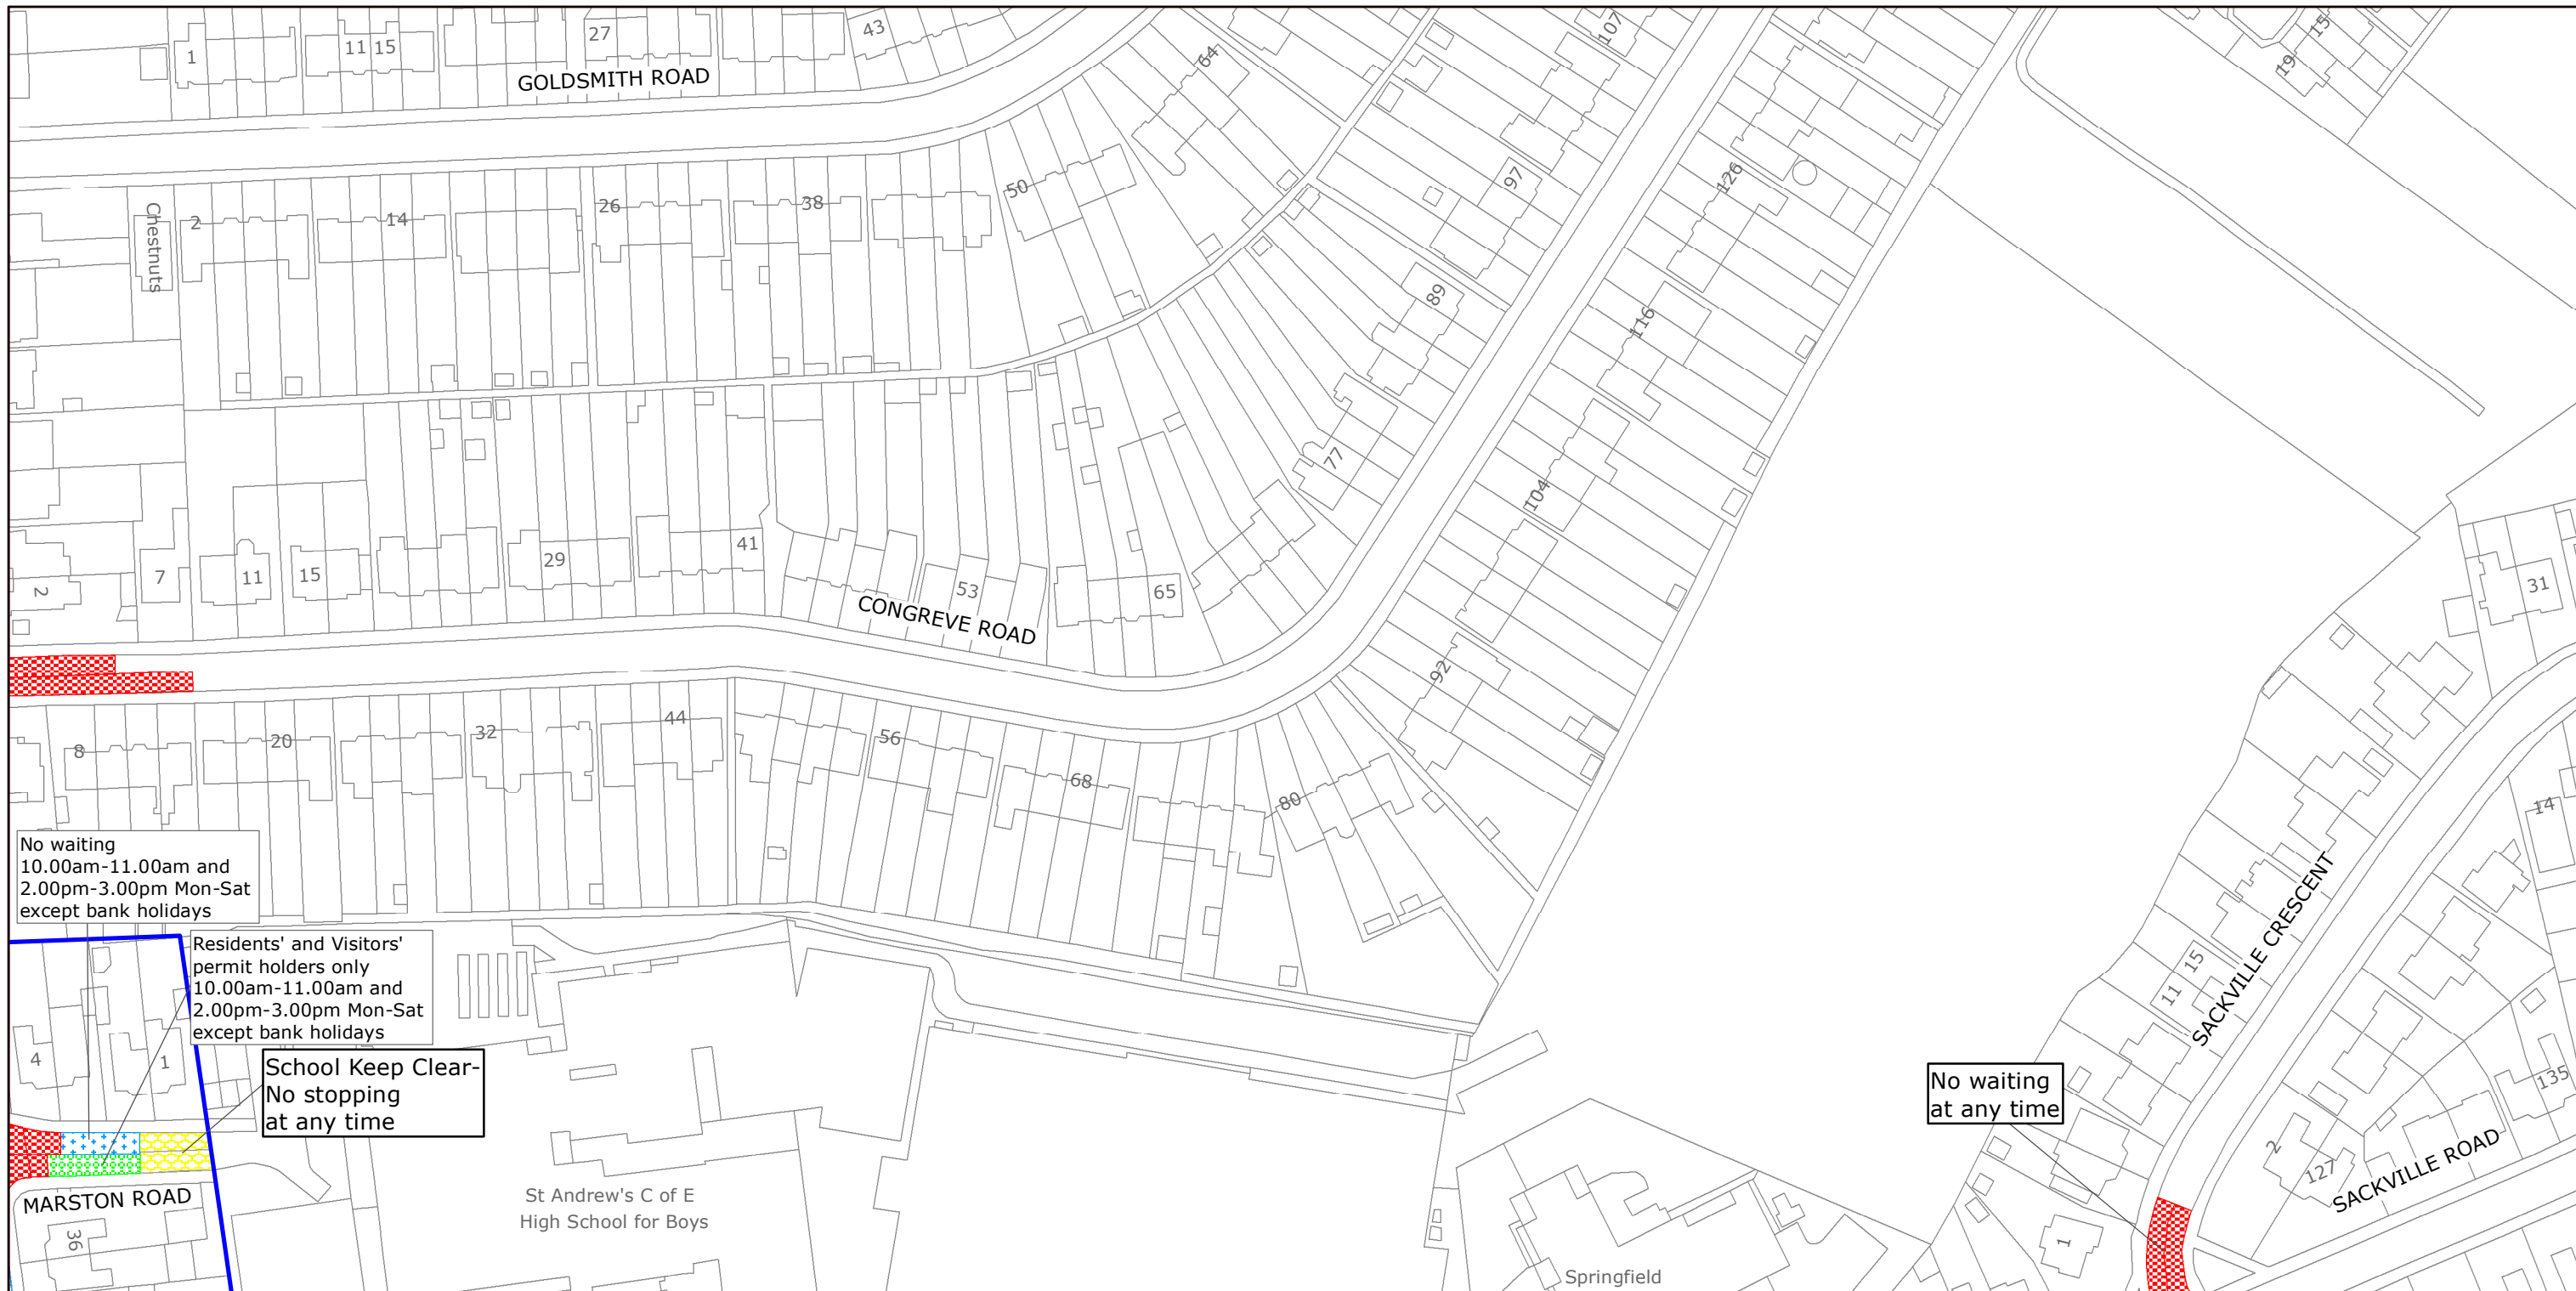 1
11 15
27
43
GOLDSMITH ROAD
64
107
15
19
Chestnuts
2
14
26
38
50
97
126
89
116
77
104
2
7
11
15
29
41
53
65
CONGREVE ROAD
31
92
8
20
32
44
56
68
80
14
No waiting
10.00am-11.00am and
2.00pm-3.00pm Mon-Sat
except bank holidays
Residents' and Visitors'
permit holders only
10.00am-11.00am and
2.00pm-3.00pm Mon-Sat
except bank holidays
School Keep Clear-
No stopping
at any time
4
1
MARSTON ROAD
36
St Andrew's C of E
High School for Boys
Springfield
SACKVILLE CRESCENT
15
11
No waiting
at any time
135
2
127
SACKVILLE ROAD
1